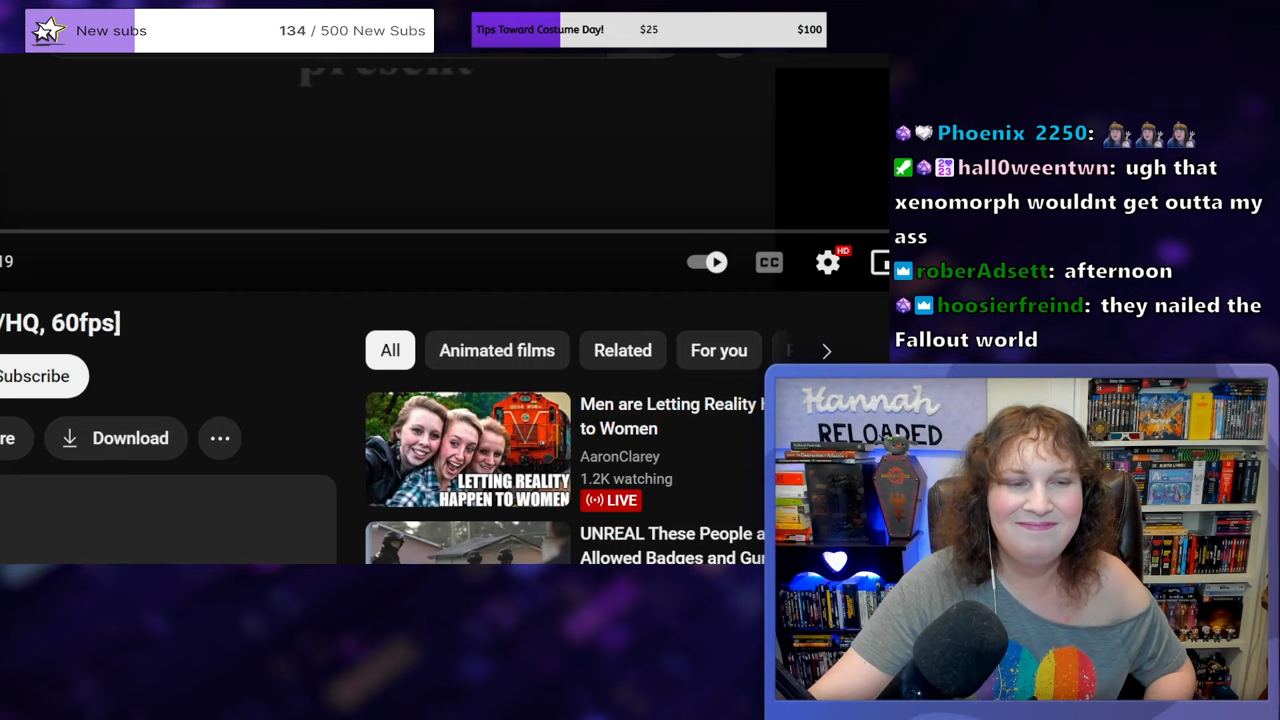 New subs
134 / 500 New Subs
Tips Toward Costume Day!
$25
$100
present
19
CC
HD
/HQ, 60fps]
Subscribe
re
Download
All
Animated films
Related
For you
Men are Letting Reality H
to Women
AaronClarey
1.2K watching
LIVE
LETTING REALITY
HAPPEN TO WOMEN
UNREAL These People a
Allowed Badges and Gu
Phoenix 2250:
hall0weentwn: ugh that
xenomorph wouldnt get outta my
ass
roberAdsett: afternoon
hoosierfreind: they nailed the
Fallout world
Hannah
RELOADED